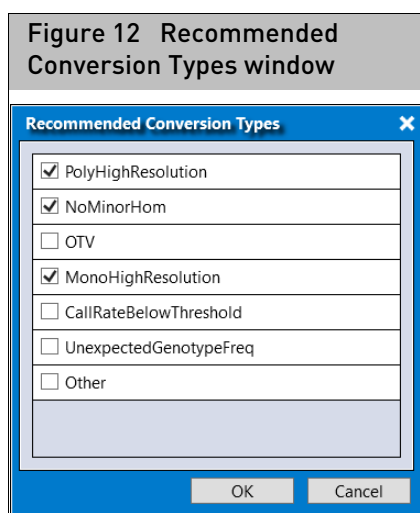 Figure 12 Recommended
Conversion Types window
Recommended Conversion Types
PolyHighResolution
NoMinorHom
OTV
MonoHighResolution
CallRateBelowThreshold
UnexpectedGenotypeFreq
Other
OK Cancel